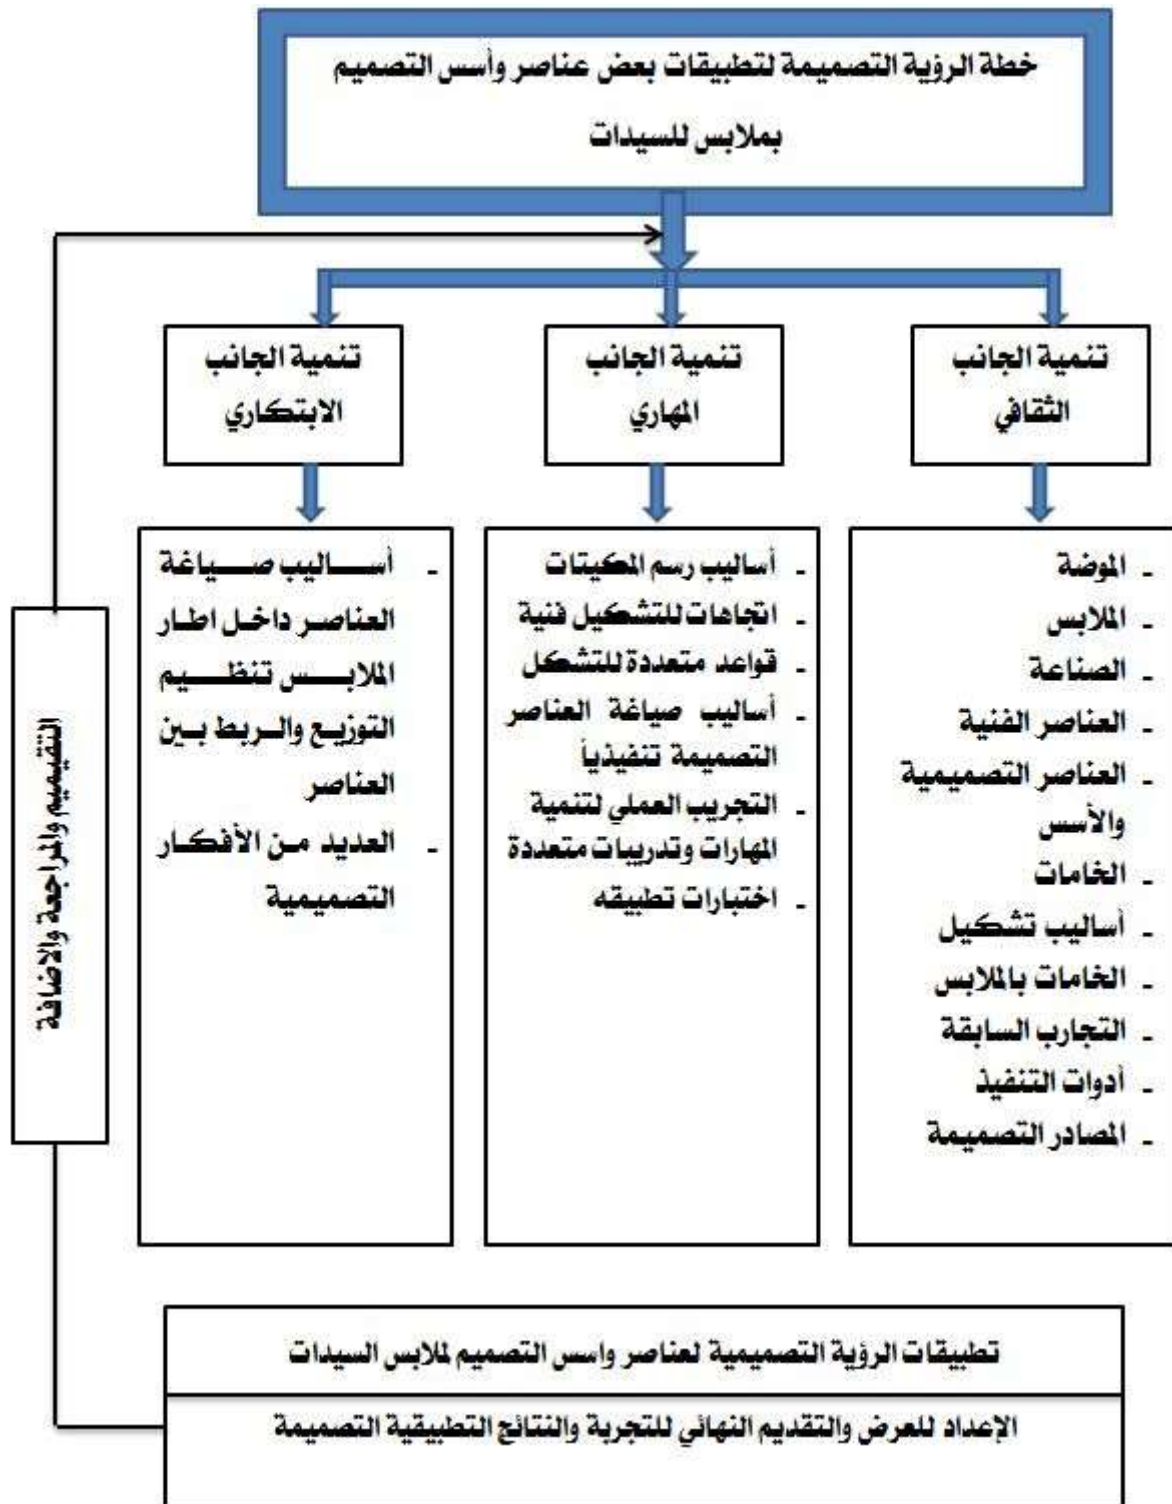 خطة الرؤية التصميمة لتطبيقات بعض عناصر وأسس التصميم
بملابس للسيدات
تنمية الجانب
الثقافي
تنمية الجانب
المهاري
تنمية الجانب
الابتكاري
- الموضة
- الملابس
- الصناعة
- العناصر الفنية
- العناصر التصميمية
والأسس
- الخامات
- أساليب تشكيل
- الخامات بالملابس
- التجارب السابقة
- أدوات التنفيذ
- المصادر التصميمة
- أساليب رسم المكيتات
- اتجاهات للتشكيل فنية
- قواعد متعددة للتشكل
- أساليب صياغة العناصر
التصميمة تنفيذياً
- التجريب العملي لتنمية
المهارات وتدريبات متعددة
- اختبارات تطبيقه
- أساليب صياغة
العناصر داخل اطار
الملابس تنظيم
التوزيع والربط بين
العناصر
- العديد من الأفكار
التصميمية
التقيميم والمراجعة والاضافة
تطبيقات الرؤية التصميمية لعناصر واسس التصميم لملابس السيدات
الإعداد للعرض والتقديم النهائي للتجربة والنتائج التطبيقية التصميمة